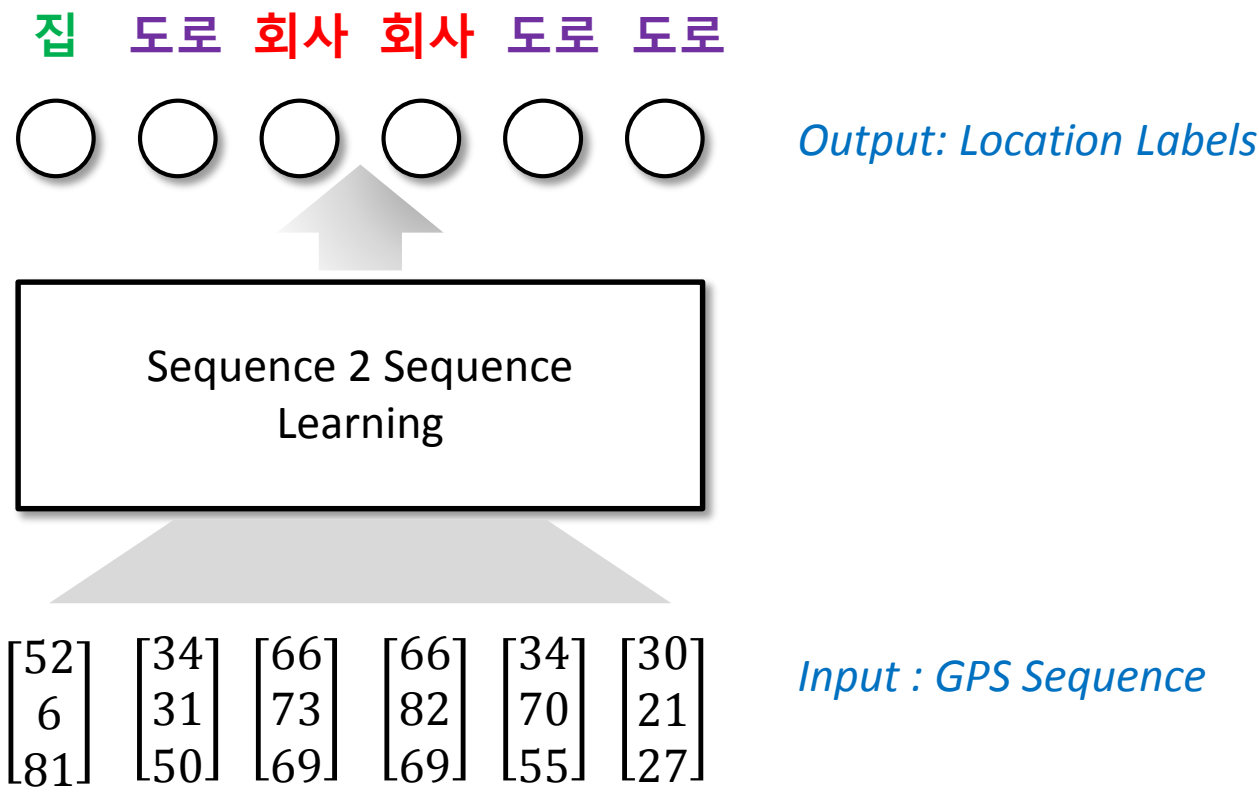 집 도로 회사 회사 도로 도로
Output: Location Labels
Sequence 2 Sequence
Learning
[52] [34] [66] [66] [34] [30]
[6] [31] [73] [82] [70] [21]
[81] [50] [69] [69] [55] [27]
Input : GPS Sequence